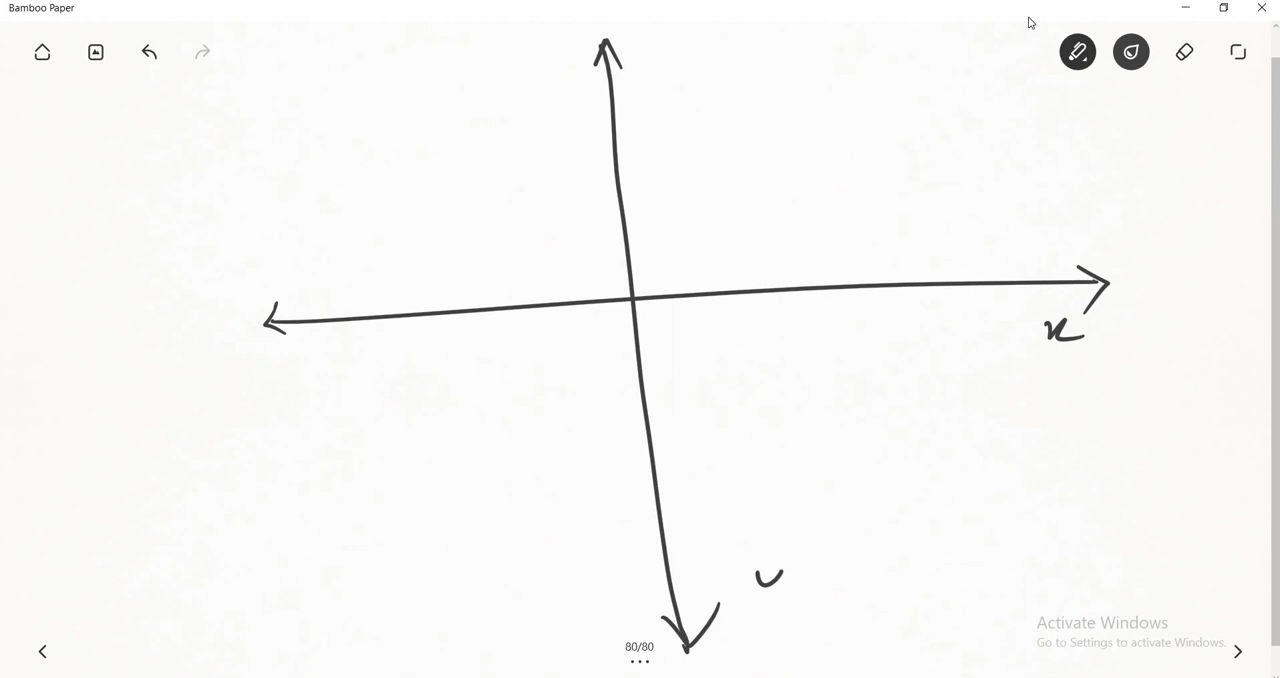 Bamboo Paper
x
80/80
Activate Windows
Go to Settings to activate Windows.